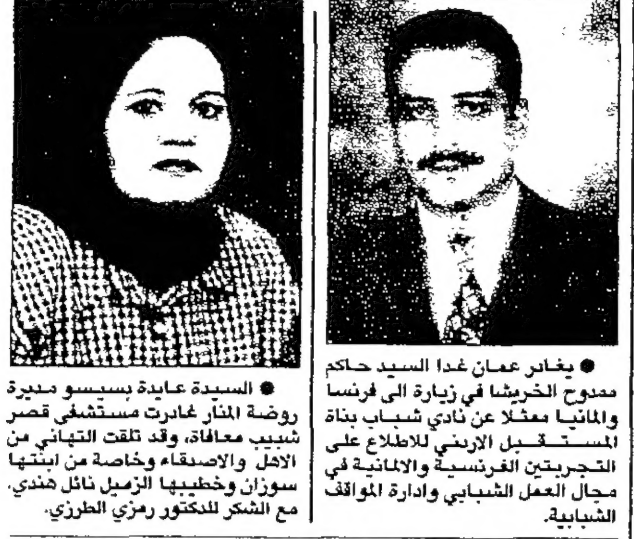 ● يغادر عمان غدا السيد حاكم
ممدوح الخريشا في زيارة الى فرنسا
والمانيا ممثلا عن نادي شباب بناة
المستقبل الاردني للاطلاع على
التجربتين الفرنسية والالمانية في
مجال العمل الشبابي وادارة المواقف
الشبابية.
● السيدة عايدة بسيسو مديرة
روضة المنار غادرت مستشفى قصر
شبيب معافاة، وقد تلقت التهاني من
الاهل والاصدقاء وخاصة من ابنتها
سوزان وخطيبها الزميل نائل هندي.
مع الشكر للدكتور رمزي الطرزي.